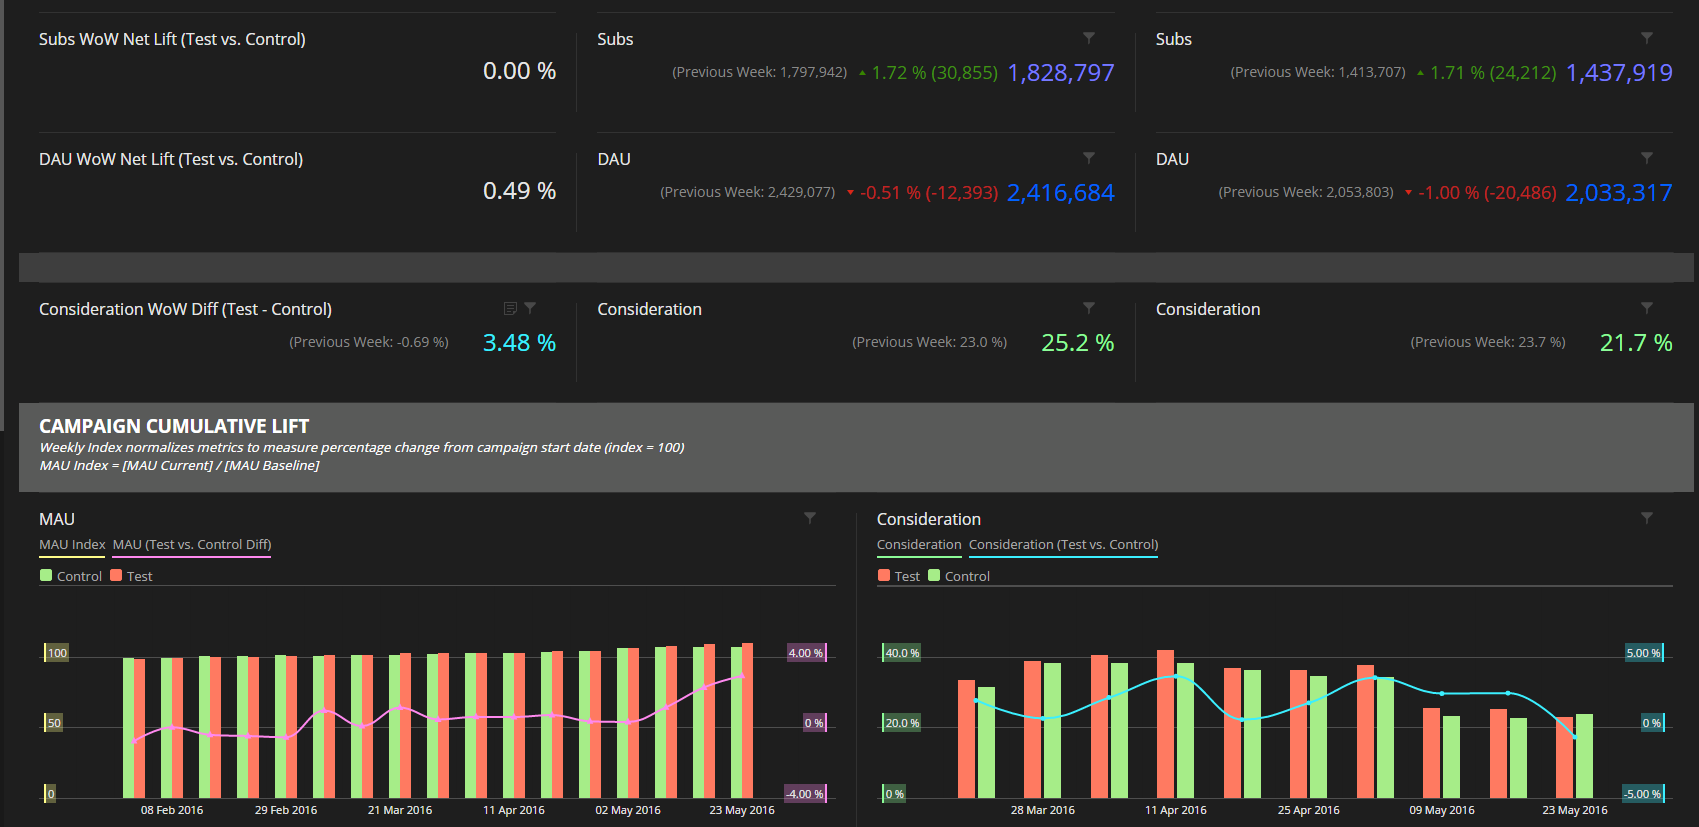 Subs WoW Net Lift (Test vs. Control)
0.00 %
Subs
(Previous Week: 1,797,942) ▲ 1.72 % (30,855) 1,828,797
Subs
(Previous Week: 1,413,707) ▲ 1.71 % (24,212) 1,437,919
DAU WoW Net Lift (Test vs. Control)
0.49 %
DAU
(Previous Week: 2,429,077) ▼ -0.51 % (-12,393) 2,416,684
DAU
(Previous Week: 2,053,803) ▼ -1.00 % (-20,486) 2,033,317
Consideration WoW Diff (Test - Control)
(Previous Week: -0.69 %) 3.48 %
Consideration
(Previous Week: 23.0 %) 25.2 %
Consideration
(Previous Week: 23.7 %) 21.7 %
CAMPAIGN CUMULATIVE LIFT
Weekly Index normalizes metrics to measure percentage change from campaign start date (index = 100)
MAU Index = [MAU Current] / [MAU Baseline]
MAU
MAU Index MAU (Test vs. Control Diff)
Control Test
100 4.00 %
50 0 %
0 -4.00 %
08 Feb 2016 29 Feb 2016 21 Mar 2016 11 Apr 2016 02 May 2016 23 May 2016
Consideration
Consideration Consideration (Test vs. Control)
Test Control
40.0 % 5.00 %
20.0 % 0 %
0 % -5.00 %
28 Mar 2016 11 Apr 2016 25 Apr 2016 09 May 2016 23 May 2016